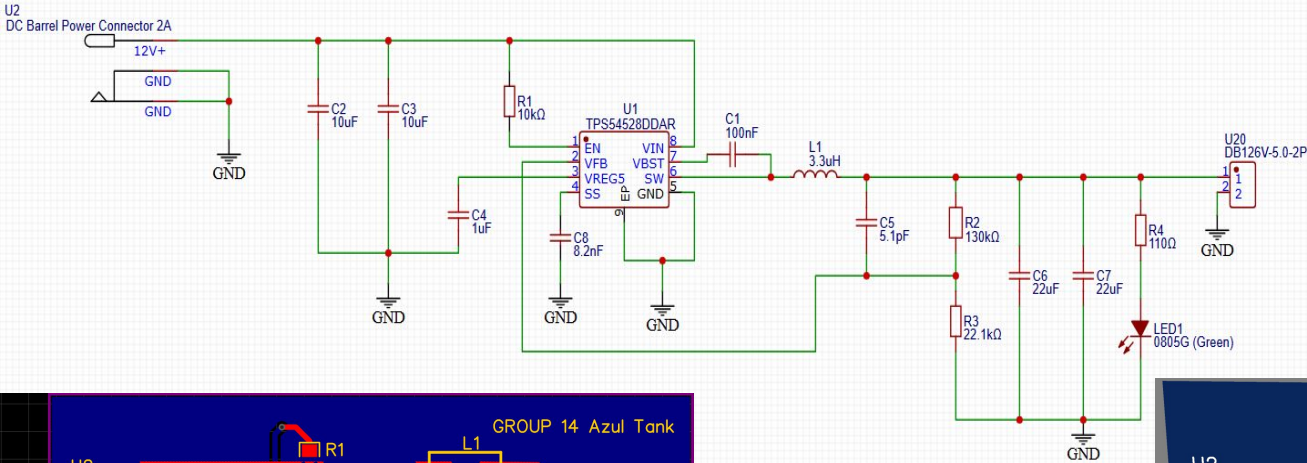 U2
DC Barrel Power Connector 2A
12V+
GND
GND
GND
C2
10uF
C3
10uF
R1
10kΩ
U1
TPS54528DDAR
1 EN VIN 8
2 VFB VBST 7
3 VREG5 SW 6
4 SS GND 5
EP
9
C4
1uF
C8
8.2nF
GND
GND
GND
C1
100nF
L1
3.3uH
C5
5.1pF
R2
130kΩ
R3
22.1kΩ
C6
22uF
C7
22uF
R4
110Ω
LED1
0805G (Green)
GND
U20
DB126V-5.0-2P
1 1
2 2
GND
GROUP 14 Azul Tank
R1
L1